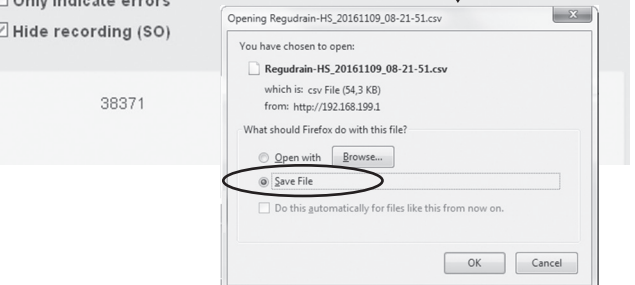 Only indicate errors
Hide recording (SO)
38371
Opening Regudrain-HS_20161109_08-21-51.csv
You have chosen to open:
Regudrain-HS_20161109_08-21-51.csv
which is: csv File (54,3 KB)
from: http://192.168.199.1
What should Firefox do with this file?
Open with Browse...
Save File
Do this automatically for files like this from now on.
OK Cancel